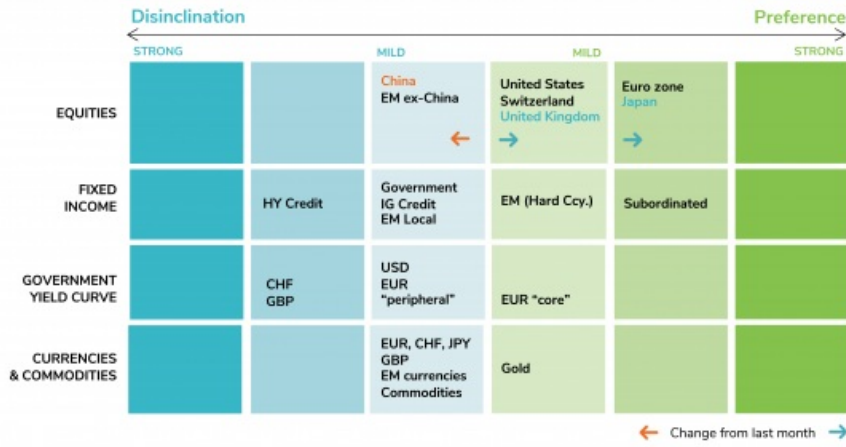 Disinclination
Preference
STRONG
MILD
MILD
STRONG
EQUITIES
China
EM ex-China
United States
Switzerland
United Kingdom
Euro zone
Japan
FIXED
INCOME
HY Credit
Government
IG Credit
EM Local
EM (Hard Ccy.)
Subordinated
GOVERNMENT
YIELD CURVE
CHF
GBP
USD
EUR
“peripheral”
EUR “core”
CURRENCIES
& COMMODITIES
EUR, CHF, JPY
GBP
EM currencies
Commodities
Gold
Change from last month